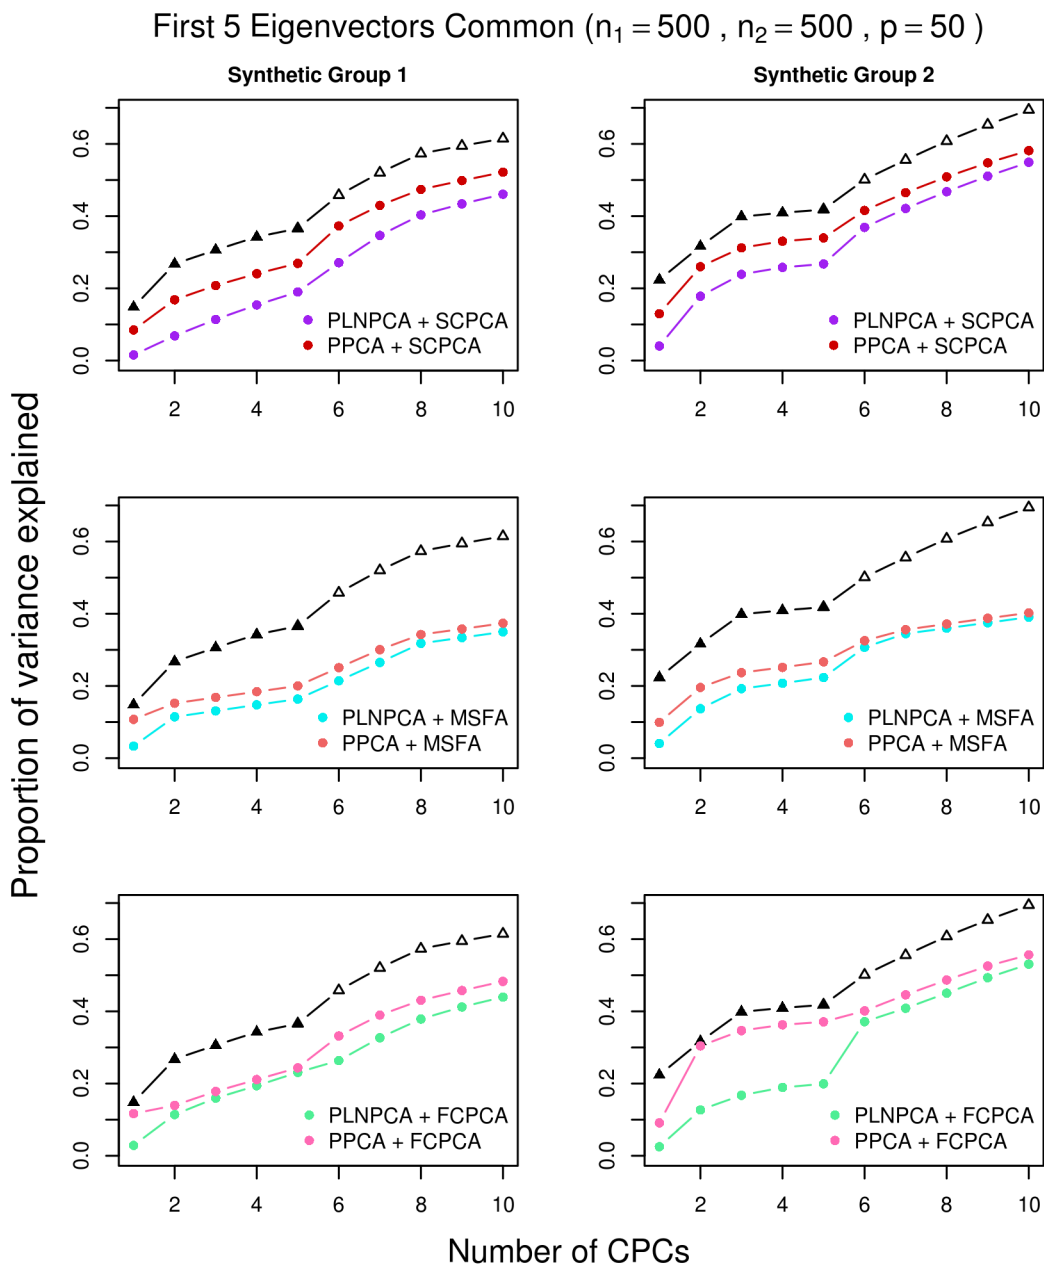 First 5 Eigenvectors Common (n₁ = 500 , n₂ = 500 , p = 50 )
Synthetic Group 1
Synthetic Group 2
Proportion of variance explained
0.6
0.4
0.2
0.0
PLNPCA + SCPCA
PPCA + SCPCA
2 4 6 8 10
0.6
0.4
0.2
0.0
PLNPCA + SCPCA
PPCA + SCPCA
2 4 6 8 10
0.6
0.4
0.2
0.0
PLNPCA + MSFA
PPCA + MSFA
2 4 6 8 10
0.6
0.4
0.2
0.0
PLNPCA + MSFA
PPCA + MSFA
2 4 6 8 10
0.6
0.4
0.2
0.0
PLNPCA + FCPCA
PPCA + FCPCA
2 4 6 8 10
0.6
0.4
0.2
0.0
PLNPCA + FCPCA
PPCA + FCPCA
2 4 6 8 10
Number of CPCs